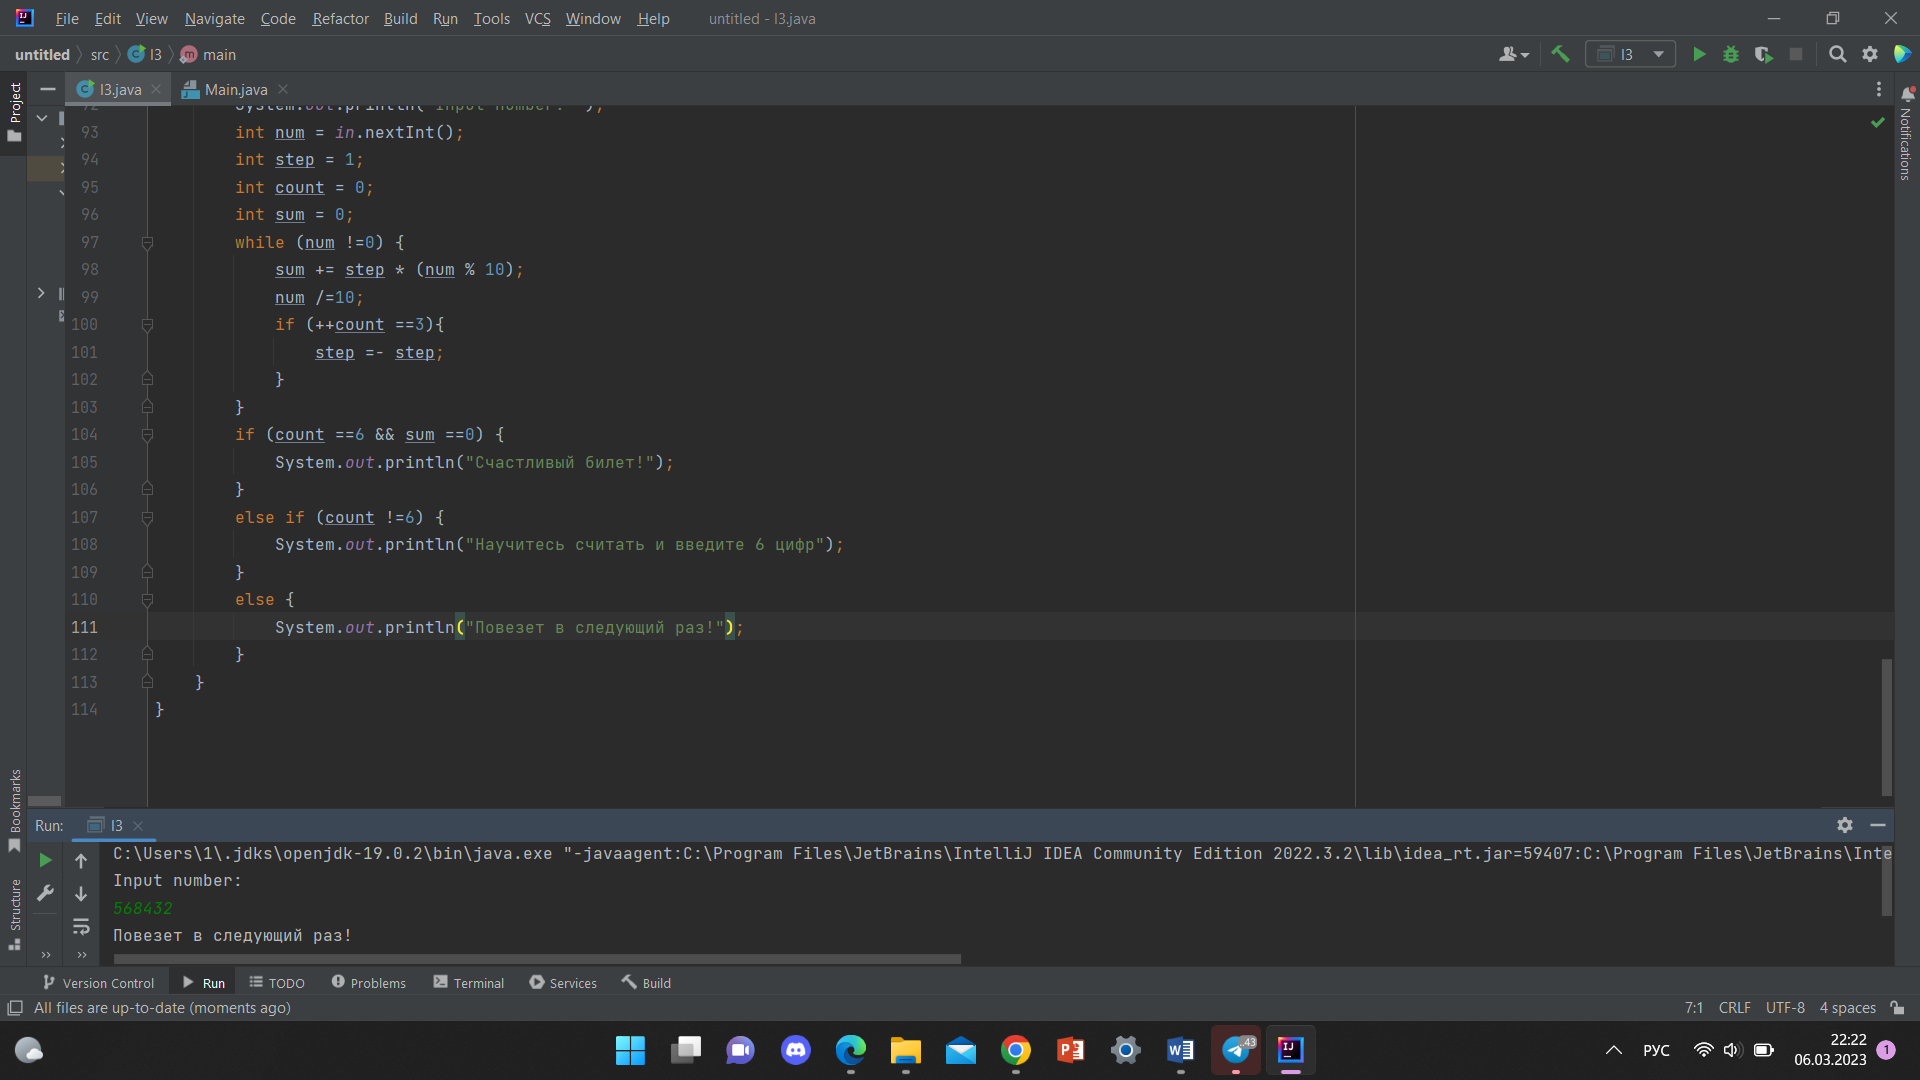 File Edit View Navigate Code Refactor Build Run Tools VCS Window Help untitled - l3.java
untitled src l3 main l3
Project l3.java Main.java Notifications
93 int num = in.nextInt();
94 int step = 1;
95 int count = 0;
96 int sum = 0;
97 while (num !=0) {
98 sum += step * (num % 10);
99 num /=10;
100 if (++count ==3){
101 step =- step;
102 }
103 }
104 if (count ==6 && sum ==0) {
105 System.out.println("Счастливый билет!");
106 }
107 else if (count !=6) {
108 System.out.println("Научитесь считать и введите 6 цифр");
109 }
110 else {
111 System.out.println("Повезет в следующий раз!");
112 }
113 }
114 }
Bookmarks
Structure
Run: l3
C:\Users\1\.jdks\openjdk-19.0.2\bin\java.exe "-javaagent:C:\Program Files\JetBrains\IntelliJ IDEA Community Edition 2022.3.2\lib\idea_rt.jar=59407:C:\Program Files\JetBrains\Inte
Input number:
568432
Повезет в следующий раз!
Version Control Run TODO Problems Terminal Services Build
All files are up-to-date (moments ago) 7:1 CRLF UTF-8 4 spaces
РУС 22:22
06.03.2023 1